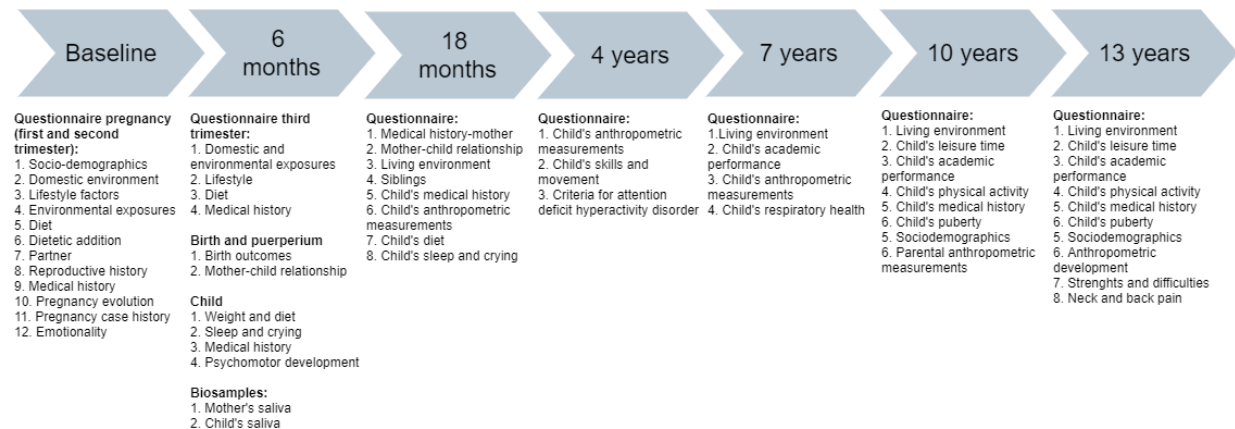 Baseline
6
months
18
months
4 years
7 years
10 years
13 years
Questionnaire pregnancy
(first and second
trimester):
1. Socio-demographics
2. Domestic environment
3. Lifestyle factors
4. Environmental exposures
5. Diet
6. Dietetic addition
7. Partner
8. Reproductive history
9. Medical history
10. Pregnancy evolution
11. Pregnancy case history
12. Emotionality
Questionnaire third
trimester:
1. Domestic and
environmental exposures
2. Lifestyle
3. Diet
4. Medical history
Birth and puerperium
1. Birth outcomes
2. Mother-child relationship
Child
1. Weight and diet
2. Sleep and crying
3. Medical history
4. Psychomotor development
Biosamples:
1. Mother's saliva
2. Child's saliva
Questionnaire:
1. Medical history-mother
2. Mother-child relationship
3. Living environment
4. Siblings
5. Child's medical history
6. Child's anthropometric
measurements
7. Child's diet
8. Child's sleep and crying
Questionnaire:
1. Child's anthropometric
measurements
2. Child's skills and
movement
3. Criteria for attention
deficit hyperactivity disorder
Questionnaire:
1.Living environment
2. Child's academic
performance
3. Child's anthropometric
measurements
4. Child's respiratory health
Questionnaire:
1. Living environment
2. Child's leisure time
3. Child's academic
performance
4. Child's physical activity
5. Child's medical history
6. Child's puberty
5. Sociodemographics
6. Parental anthropometric
measurements
Questionnaire:
1. Living environment
2. Child's leisure time
3. Child's academic
performance
4. Child's physical activity
5. Child's medical history
6. Child's puberty
5. Sociodemographics
6. Anthropometric
development
7. Strenghts and difficulties
8. Neck and back pain